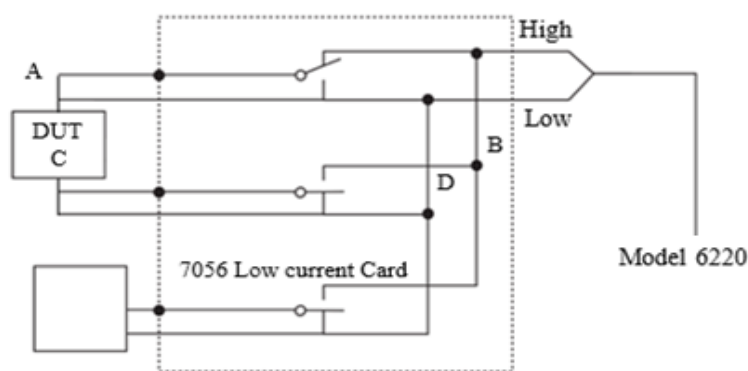 High
A
Low
DUT
C
B
D
7056 Low current Card
Model 6220